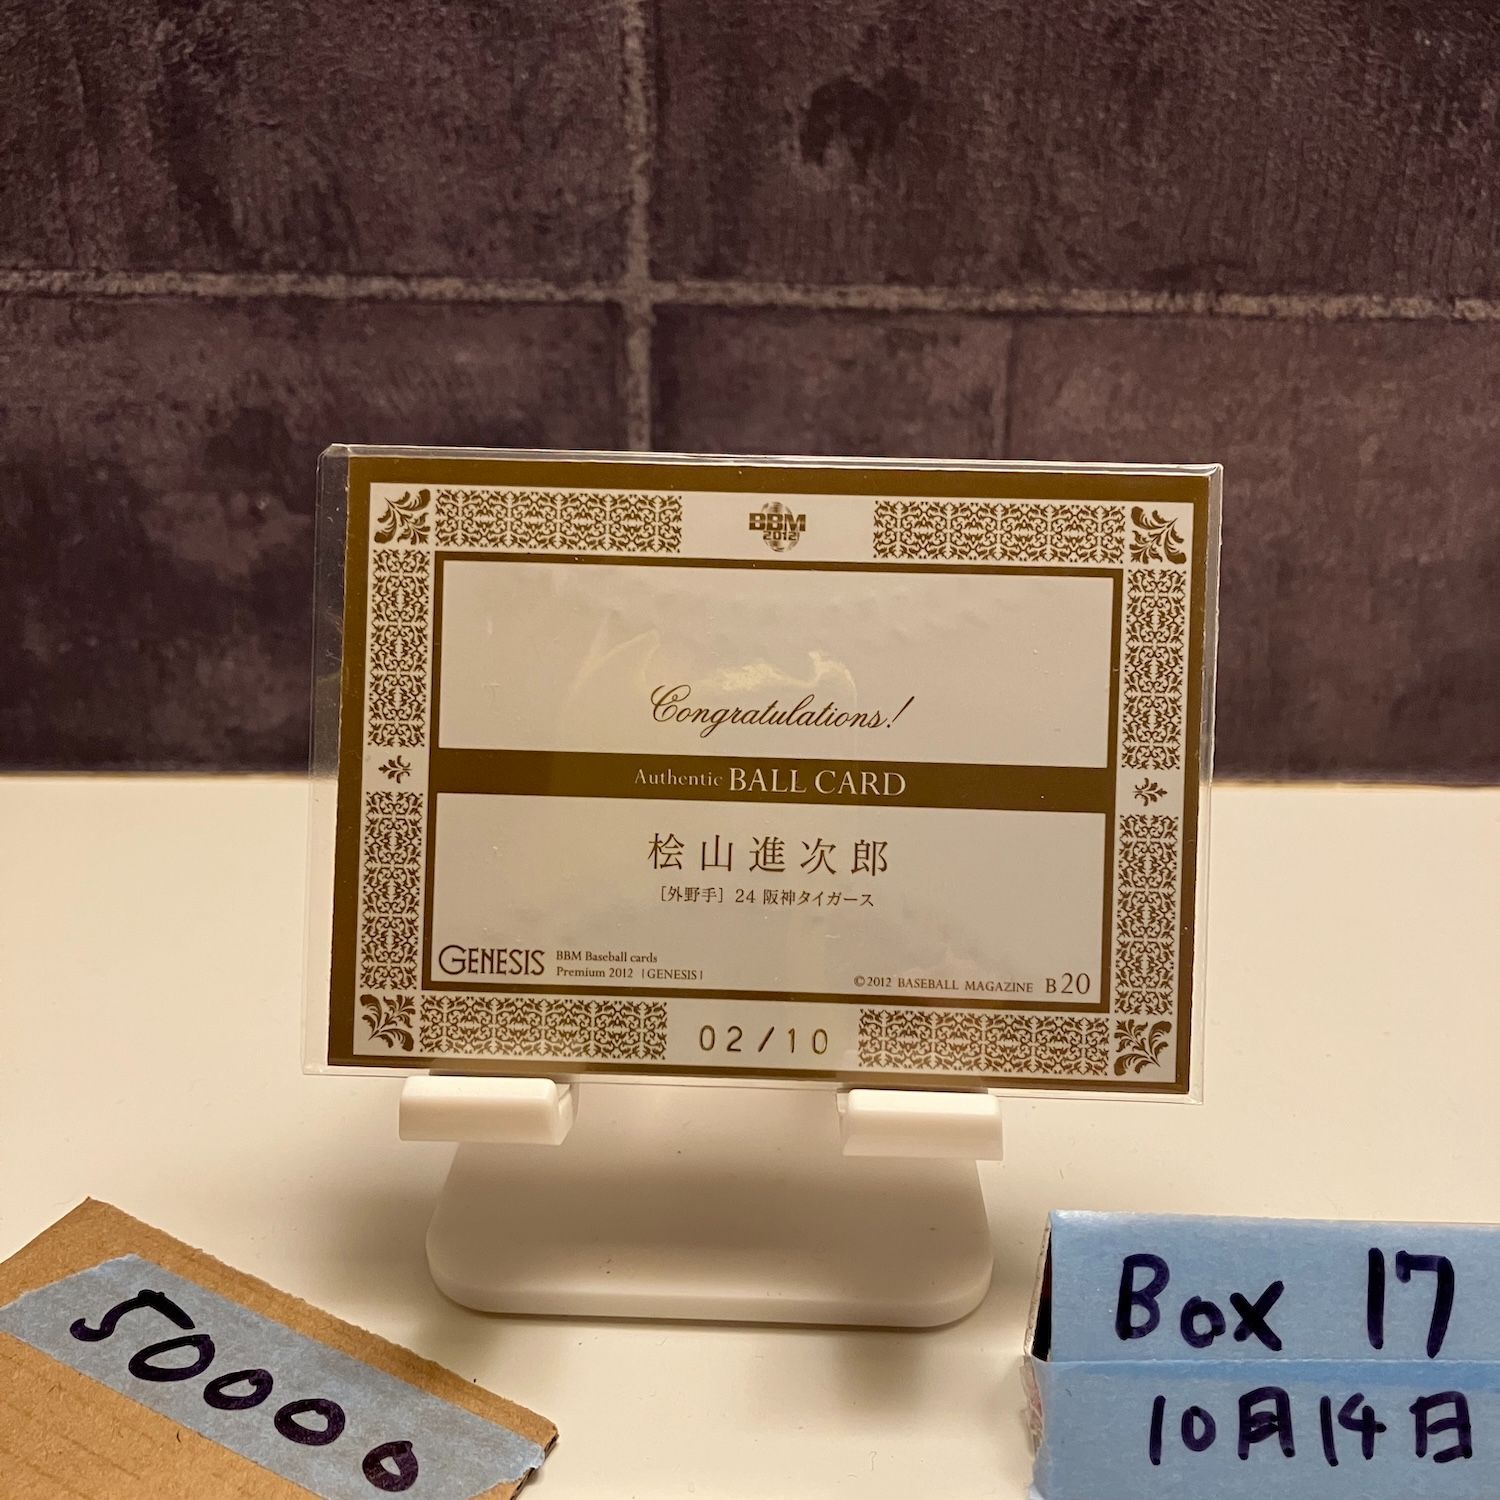 BBM
2012
Congratulations!
Authentic BALL CARD
桧山進次郎
[外野手] 24 阪神タイガース
GENESIS
BBM Baseball cards
Premium 2012 [GENESIS]
©2012 BASEBALL MAGAZINE B20
02/10
50000
Box 17
10月14日